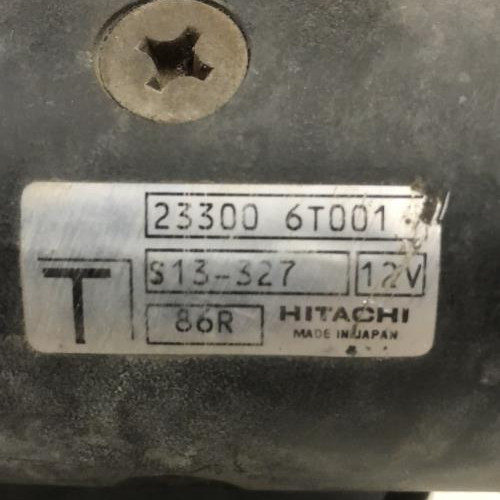 23300 6T001
S13-327 12V
T
86R HITACHI
MADE IN JAPAN